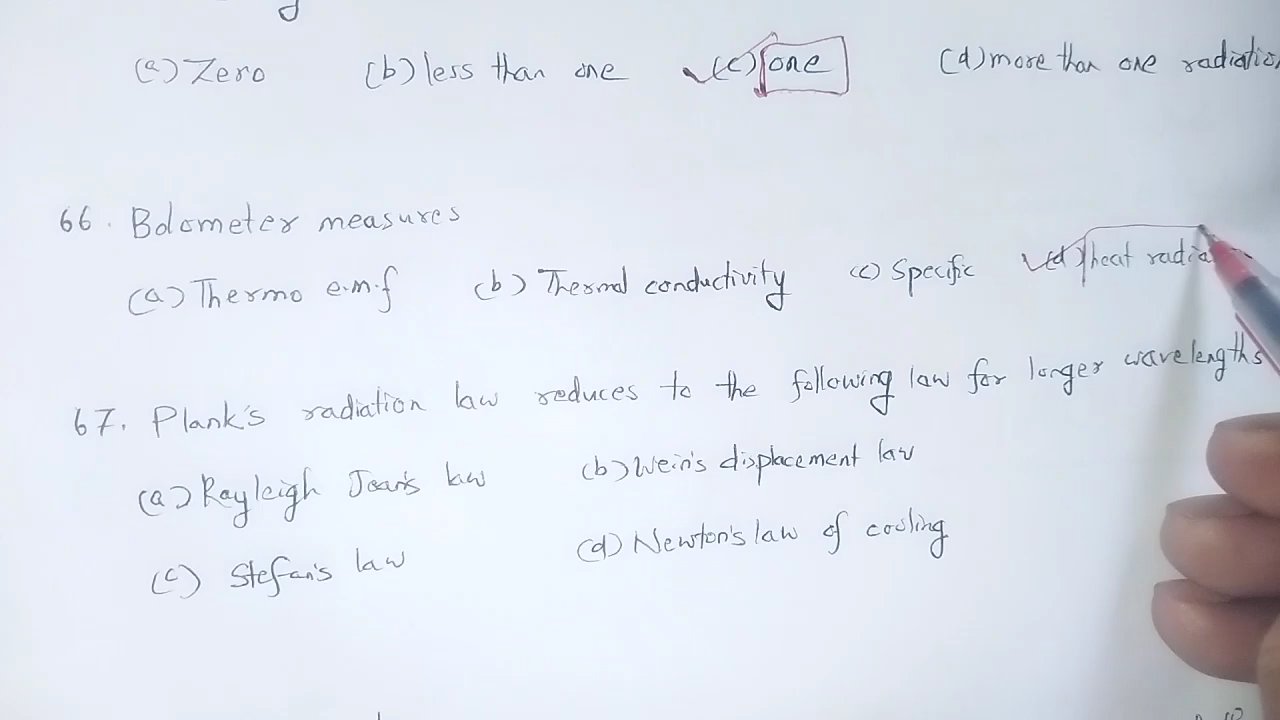 (a) Zero (b) less than one (c) one (d) more than one radiation
66. Bolometer measures
(a) Thermo e.m.f (b) Thermal conductivity (c) Specific (d) heat
67. Plank's radiation law reduces to the following law for longer wavelengths
(a) Rayleigh Jean's law (b) Wein's displacement law
(c) Stefan's law (d) Newton's law of cooling